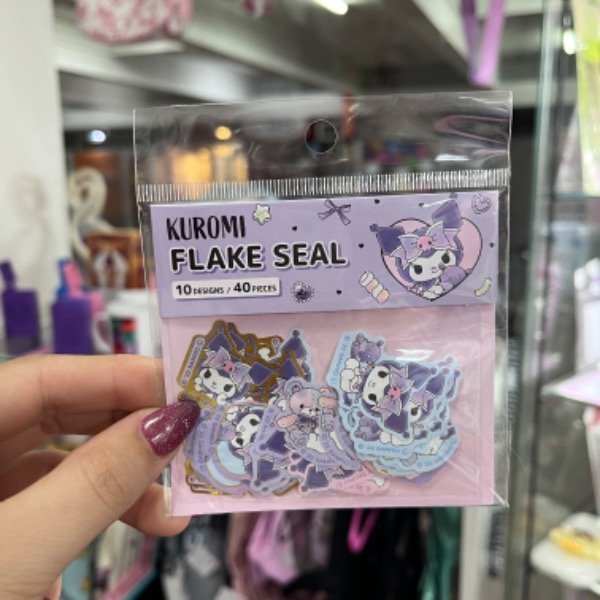 KUROMI
FLAKE SEAL
10 DESIGNS / 40 PIECES